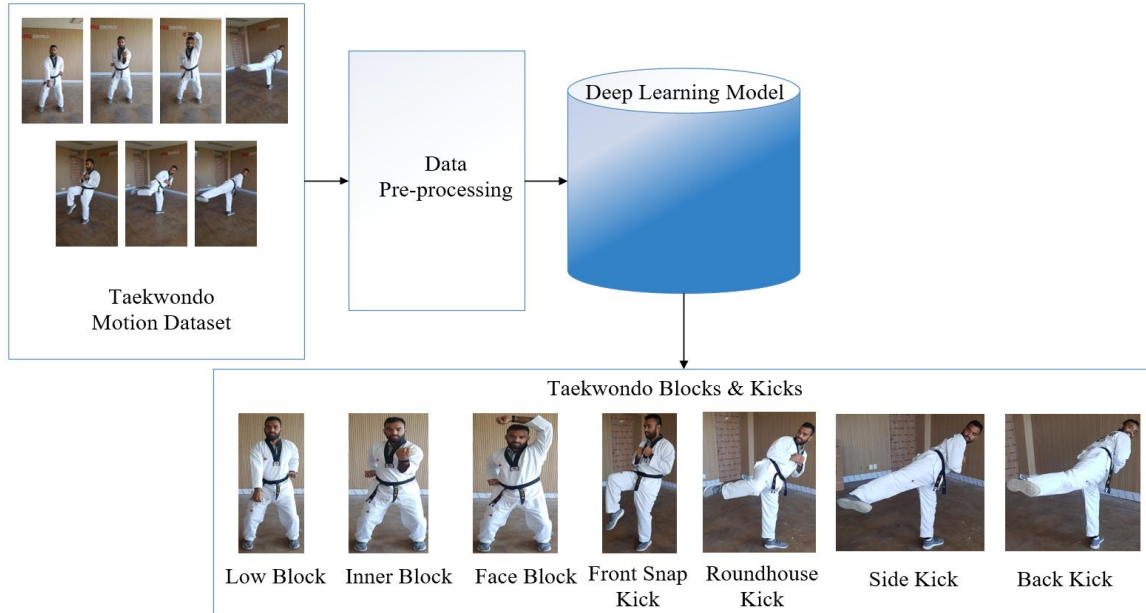 Taekwondo
Motion Dataset
Data
Pre-processing
Deep Learning Model
Taekwondo Blocks & Kicks
Low Block
Inner Block
Face Block
Front Snap
Kick
Roundhouse
Kick
Side Kick
Back Kick